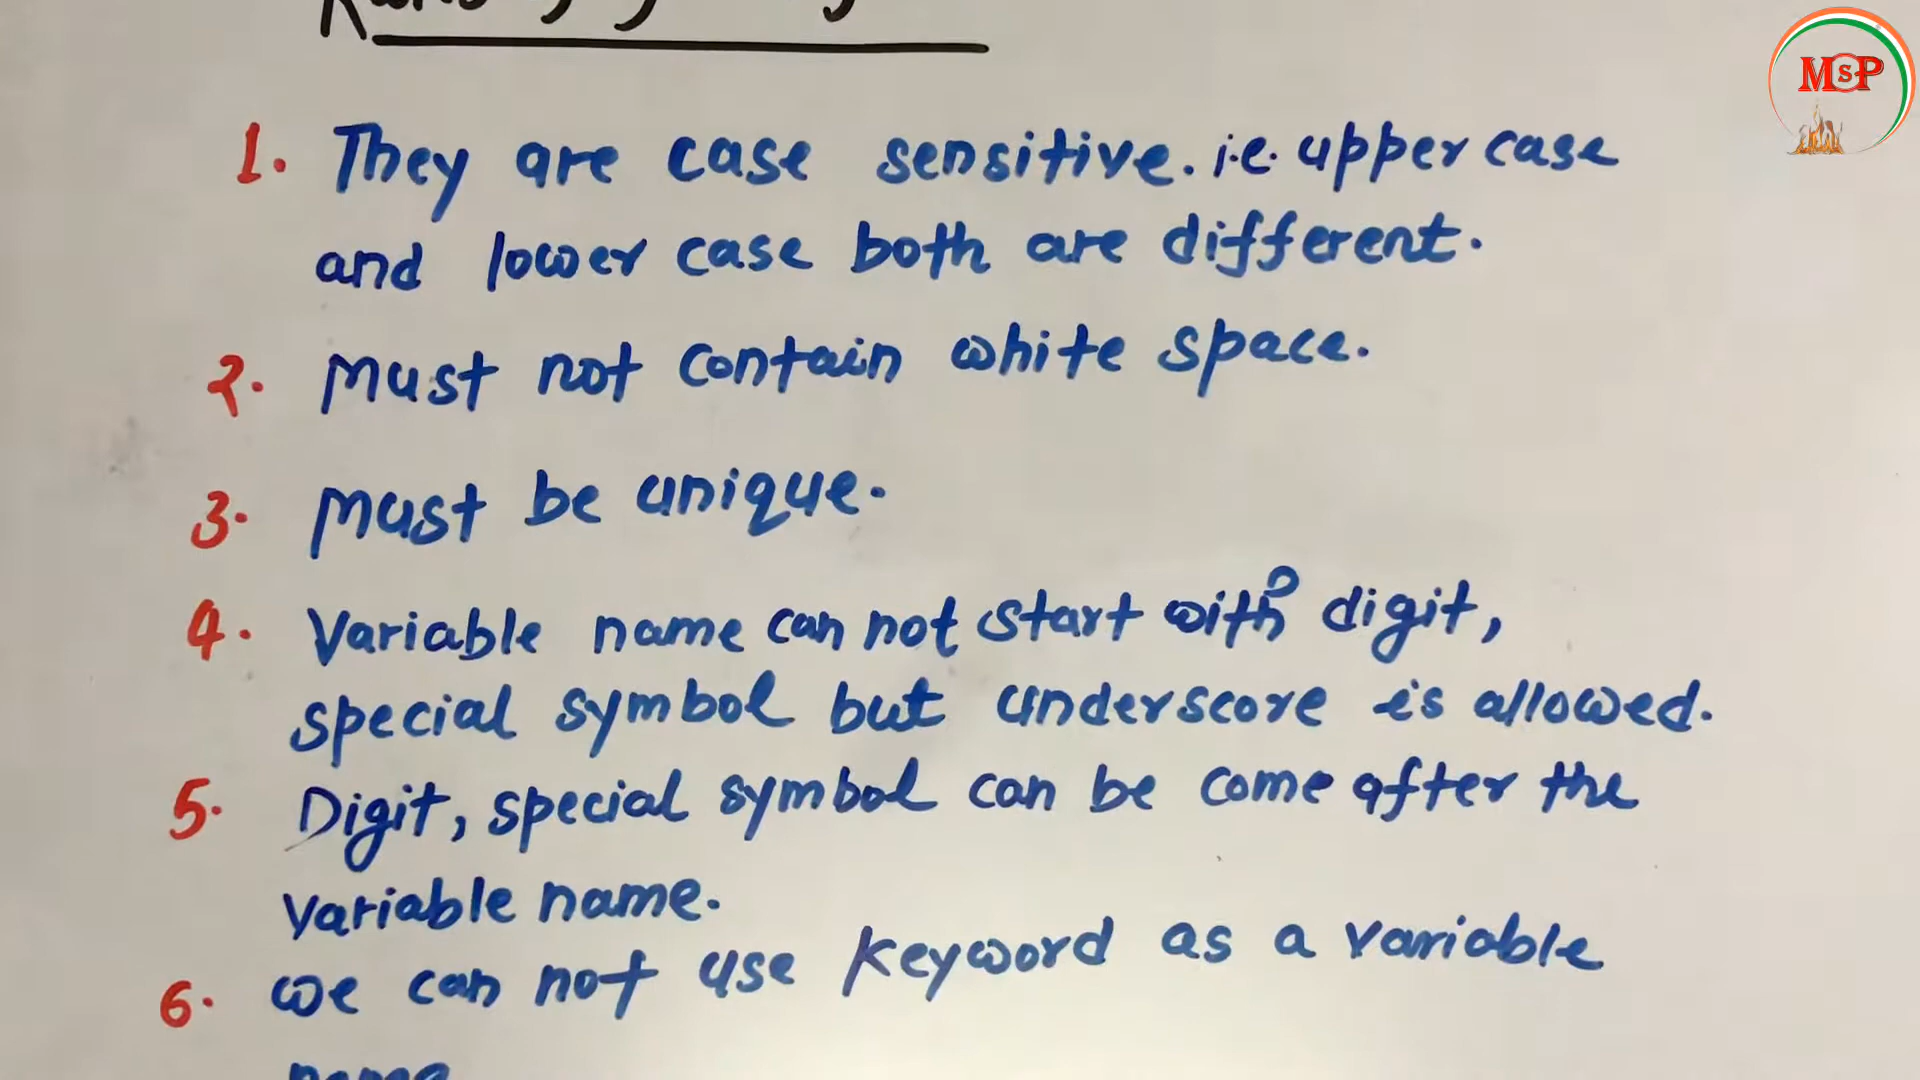 MSP
1. They are case sensitive. i.e. upper case
and lower case both are different.
2. Must not contain white space.
3. Must be unique.
4. Variable name can not start with digit,
special symbol but underscore is allowed.
5. Digit, special symbol can be come after the
variable name.
6. we can not use keyword as a variable
name